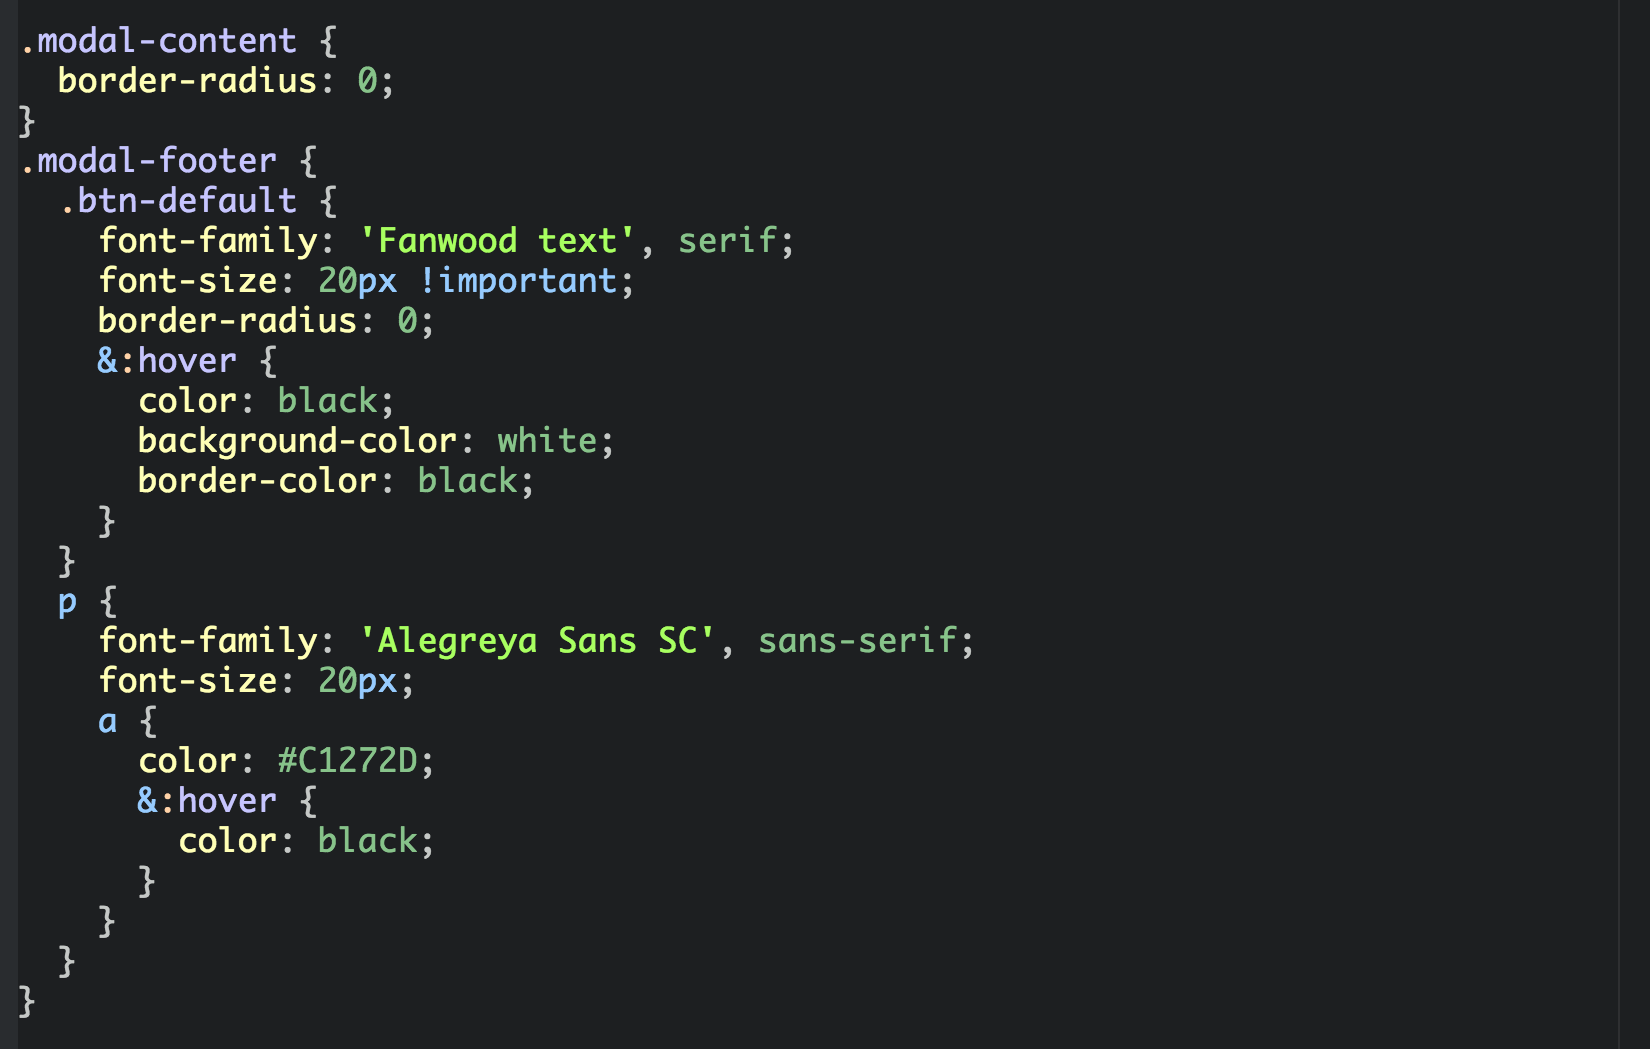 .modal-content {
  border-radius: 0;
}
.modal-footer {
  .btn-default {
    font-family: 'Fanwood text', serif;
    font-size: 20px !important;
    border-radius: 0;
    &:hover {
      color: black;
      background-color: white;
      border-color: black;
    }
  }
  p {
    font-family: 'Alegreya Sans SC', sans-serif;
    font-size: 20px;
    a {
      color: #C1272D;
      &:hover {
        color: black;
      }
    }
  }
}